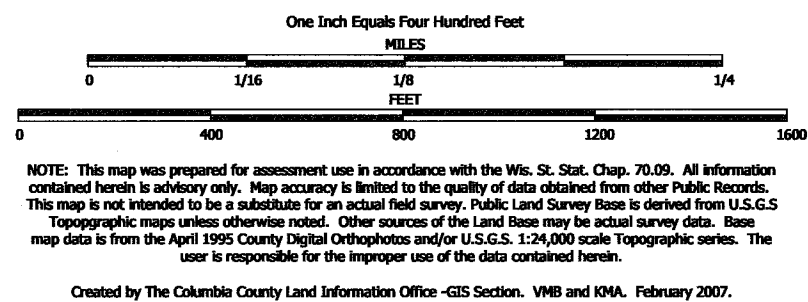 One Inch Equals Four Hundred Feet
MILES
0 1/16 1/8 1/4
FEET
0 400 800 1200 1600
NOTE: This map was prepared for assessment use in accordance with the Wis. St. Stat. Chap. 70.09. All information
contained herein is advisory only. Map accuracy is limited to the quality of data obtained from other Public Records.
This map is not intended to be a substitute for an actual field survey. Public Land Survey Base is derived from U.S.G.S
Topopgraphic maps unless otherwise noted. Other sources of the Land Base may be actual survey data. Base
map data is from the April 1995 County Digital Orthophotos and/or U.S.G.S. 1:24,000 scale Topographic series. The
user is responsible for the improper use of the data contained herein.
Created by The Columbia County Land Information Office -GIS Section. VMB and KMA. February 2007.